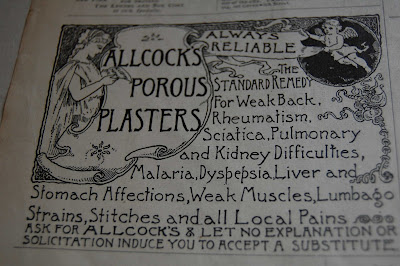 ALWAYS
RELIABLE
ALLCOCK'S
POROUS
PLASTERS
THE
STANDARD REMEDY
For Weak Back,
Rheumatism,
Sciatica, Pulmonary
and Kidney Difficulties,
Malaria, Dyspepsia, Liver and
Stomach Affections, Weak Muscles, Lumbago
Strains, Stitches and all Local Pains
ASK FOR ALLCOCK'S & LET NO EXPLANATION OR
SOLICITATION INDUCE YOU TO ACCEPT A SUBSTITUTE